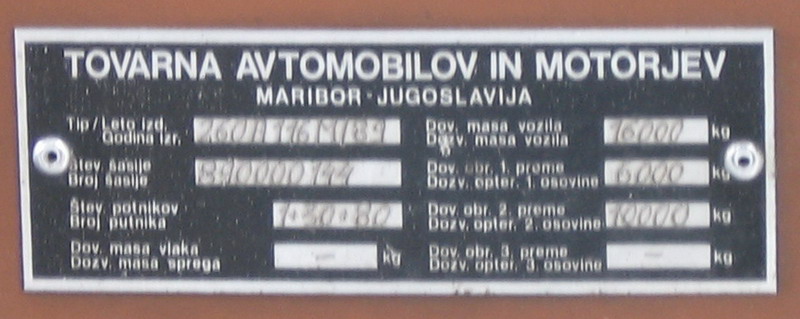 TOVARNA AVTOMOBILOV IN MOTORJEV
MARIBOR-JUGOSLAVIJA
Tip/Leto izd.
Godina izr.
Štev šasije
Broj šasije
Štev potnikov
Broj putnika
1+30+80
Dov. masa vlaka
Dozv. masa sprega
— kg
Dov. masa vozila
Dozv. masa vozila
16000 kg
Dov. obr. 1. preme
Dozv. opter. 1. osovine
6000 kg
Dov. obr. 2. preme
Dozv. opter. 2. osovine
10000 kg
Dov. obr. 3. preme
Dozv. opter. 3. osovine
— kg